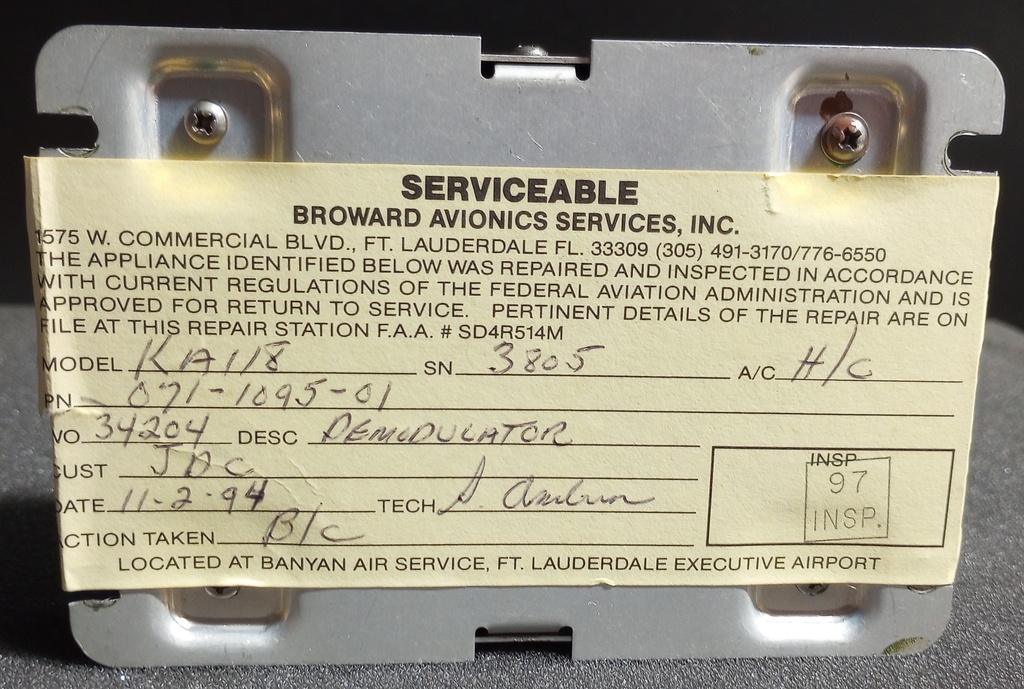 SERVICEABLE
BROWARD AVIONICS SERVICES, INC.
1575 W. COMMERCIAL BLVD., FT. LAUDERDALE FL. 33309 (305) 491-3170/776-6550
THE APPLIANCE IDENTIFIED BELOW WAS REPAIRED AND INSPECTED IN ACCORDANCE
WITH CURRENT REGULATIONS OF THE FEDERAL AVIATION ADMINISTRATION AND IS
APPROVED FOR RETURN TO SERVICE. PERTINENT DETAILS OF THE REPAIR ARE ON
FILE AT THIS REPAIR STATION F.A.A. # SD4R514M
MODEL KA118 SN 3805 A/C H/C
PN 071-1095-01
WO 34204 DESC DEMODULATOR
CUST JDC
DATE 11-2-94 TECH
ACTION TAKEN B/C
INSP
97
INSP.
LOCATED AT BANYAN AIR SERVICE, FT. LAUDERDALE EXECUTIVE AIRPORT